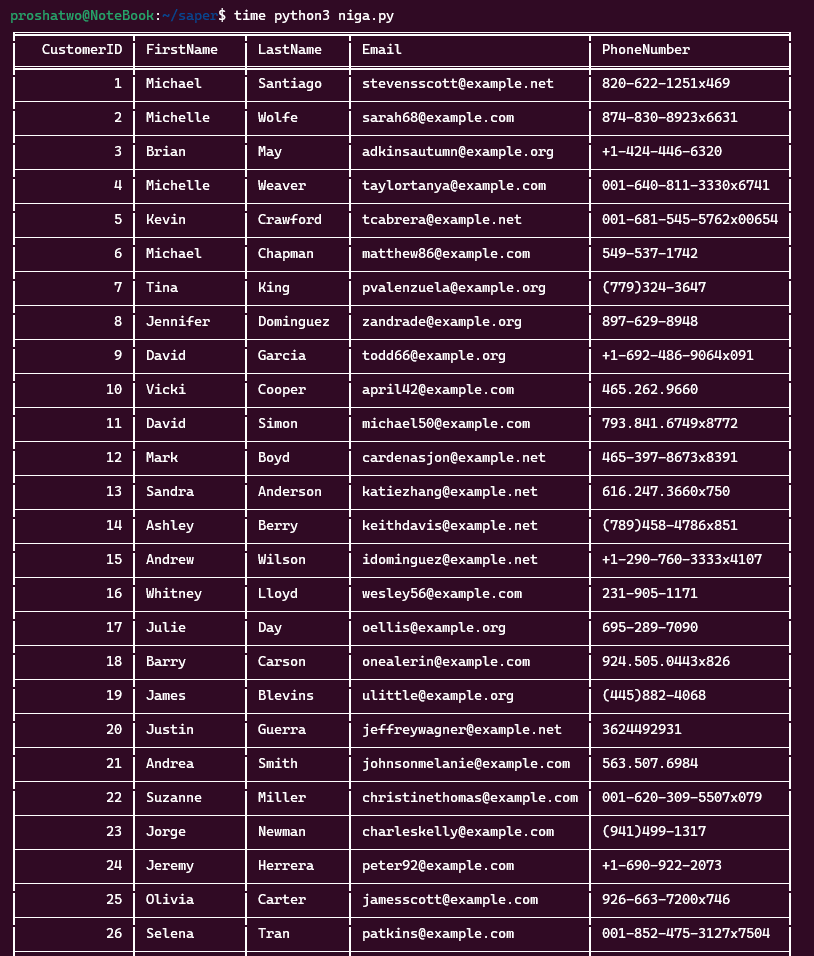 proshatwo@NoteBook:~/saper$ time python3 niga.py
CustomerID FirstName LastName Email PhoneNumber
1 Michael Santiago stevensscott@example.net 820-622-1251x469
2 Michelle Wolfe sarah68@example.com 874-830-8923x6631
3 Brian May adkinsautumn@example.org +1-424-446-6320
4 Michelle Weaver taylortanya@example.com 001-640-811-3330x6741
5 Kevin Crawford tcabrera@example.net 001-681-545-5762x00654
6 Michael Chapman matthew86@example.com 549-537-1742
7 Tina King pvalenzuela@example.org (779)324-3647
8 Jennifer Dominguez zandrade@example.org 897-629-8948
9 David Garcia todd66@example.org +1-692-486-9064x091
10 Vicki Cooper april42@example.com 465.262.9660
11 David Simon michael50@example.com 793.841.6749x8772
12 Mark Boyd cardenasjon@example.net 465-397-8673x8391
13 Sandra Anderson katiezhang@example.net 616.247.3660x750
14 Ashley Berry keithdavis@example.net (789)458-4786x851
15 Andrew Wilson idominguez@example.net +1-290-760-3333x4107
16 Whitney Lloyd wesley56@example.com 231-905-1171
17 Julie Day oellis@example.org 695-289-7090
18 Barry Carson onealerin@example.com 924.505.0443x826
19 James Blevins ulittle@example.org (445)882-4068
20 Justin Guerra jeffreywagner@example.net 3624492931
21 Andrea Smith johnsonmelanie@example.com 563.507.6984
22 Suzanne Miller christinethomas@example.com 001-620-309-5507x079
23 Jorge Newman charleskelly@example.com (941)499-1317
24 Jeremy Herrera peter92@example.com +1-690-922-2073
25 Olivia Carter jamesscott@example.com 926-663-7200x746
26 Selena Tran patkins@example.com 001-852-475-3127x7504